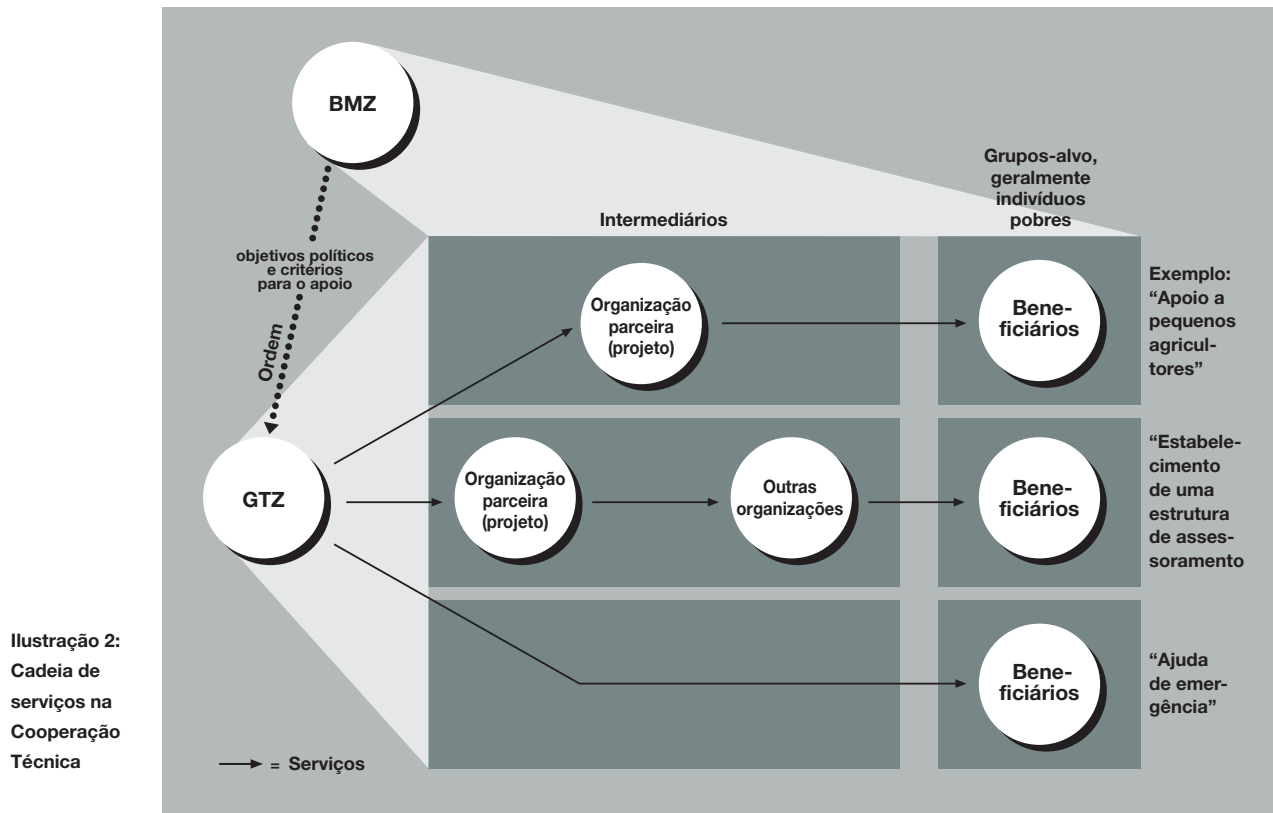 BMZ
Grupos-alvo,
geralmente
indivíduos
pobres
Intermediários
objetivos políticos
e critérios
para o apoio
Ordem
Organização
parceira
(projeto)
Bene-
ficiários
Exemplo:
“Apoio a
pequenos
agricul-
tores”
GTZ
Organização
parceira
(projeto)
Outras
organizações
Bene-
ficiários
“Estabele-
cimento
de uma
estrutura
de asses-
soramento
Bene-
ficiários
“Ajuda
de emer-
gência”
Ilustração 2:
Cadeia de
serviços na
Cooperação
Técnica
= Serviços